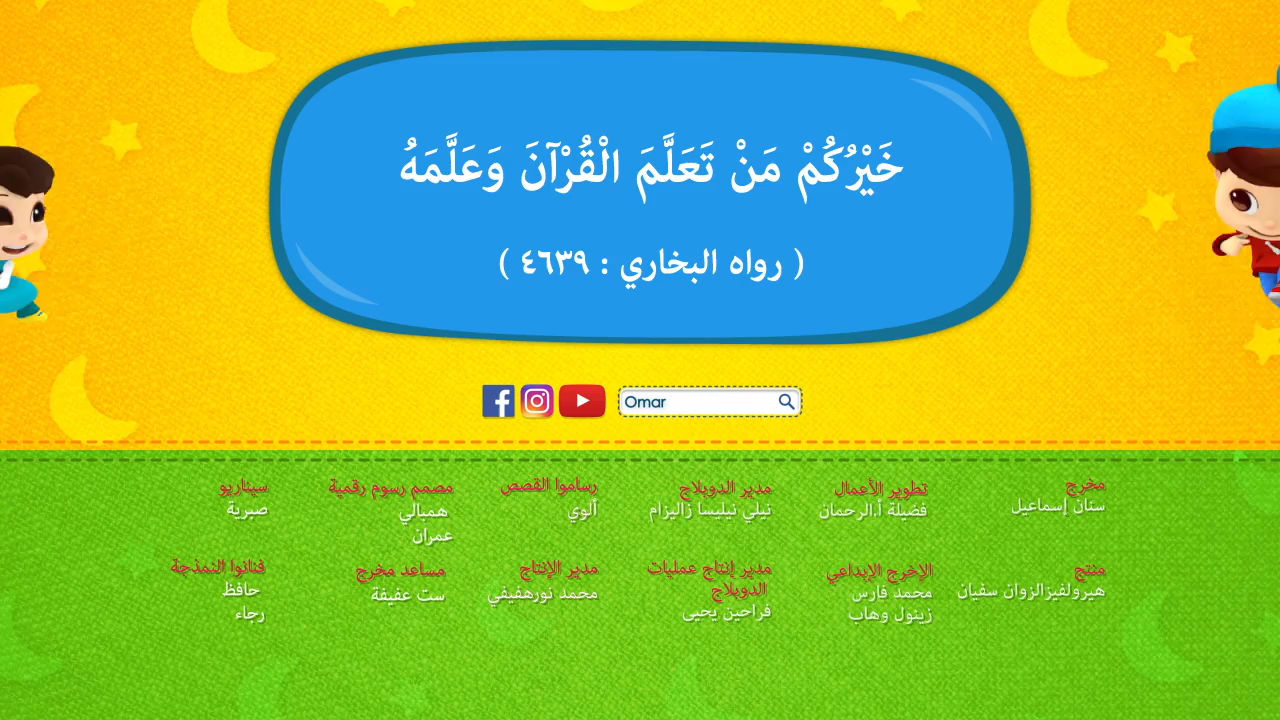 خَيْرُكُمْ مَنْ تَعَلَّمَ الْقُرْآنَ وَعَلَّمَهُ
( رواه البخاري : ٤٦٣٩ )
Omar
مخرج
سنان إسماعيل
تطوير الأعمال
فضيلة أ.الرحمان
مدير الدوبلاج
نيلي نيليسا زاليزام
رساموا القصص
ألوي
مصمم رسوم رقمية
همبالي
عمران
سيناريو
صبرية
منتج
هيرولفيزالزوان سفيان
الإخرج الإبداعي
محمد فارس
زينول وهاب
مدير إنتاج عمليات
الدوبلاج
فراحين يحيى
مدير الإنتاج
محمد نورهفيفي
مساعد مخرج
ست عفيفة
فنانوا النمذجة
حافظ
رجاء